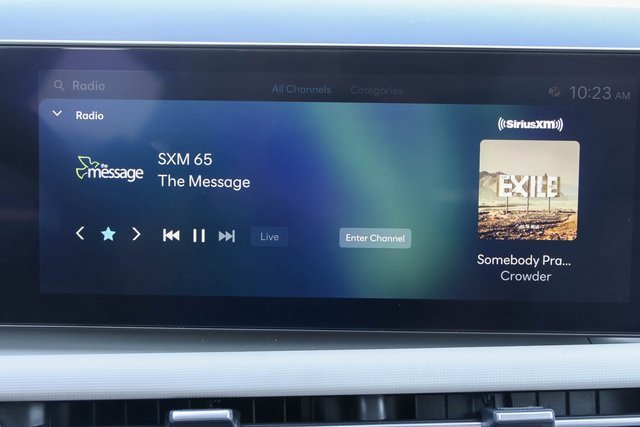 Radio
All Channels Categories
10:23 AM
Radio
((SiriusXM))
the message
SXM 65
The Message
EXILE
Live
Enter Channel
Somebody Pra...
Crowder